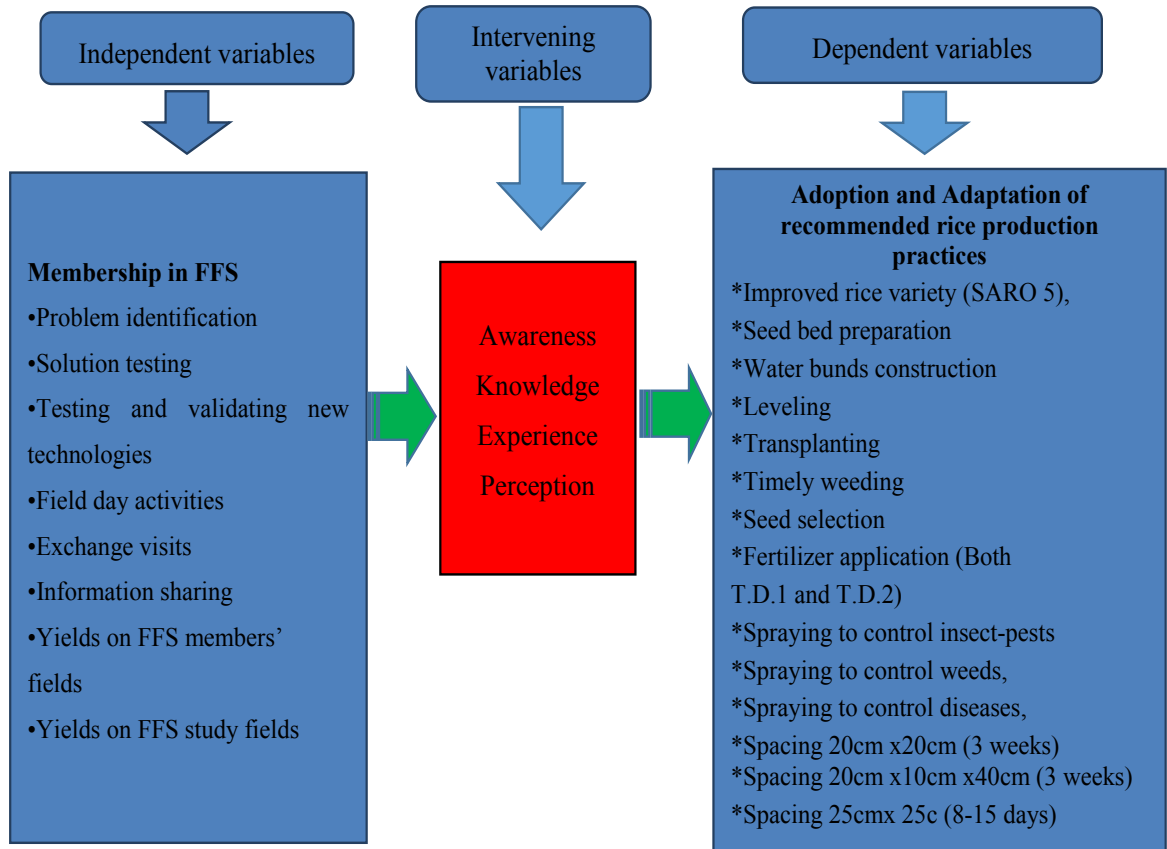 Independent variables
Intervening
variables
Dependent variables
Membership in FFS
•Problem identification
•Solution testing
•Testing and validating new
technologies
•Field day activities
•Exchange visits
•Information sharing
•Yields on FFS members’
fields
•Yields on FFS study fields
Awareness
Knowledge
Experience
Perception
Adoption and Adaptation of
recommended rice production
practices
*Improved rice variety (SARO 5),
*Seed bed preparation
*Water bunds construction
*Leveling
*Transplanting
*Timely weeding
*Seed selection
*Fertilizer application (Both
T.D.1 and T.D.2)
*Spraying to control insect-pests
*Spraying to control weeds,
*Spraying to control diseases,
*Spacing 20cm x20cm (3 weeks)
*Spacing 20cm x10cm x40cm (3 weeks)
*Spacing 25cmx 25c (8-15 days)